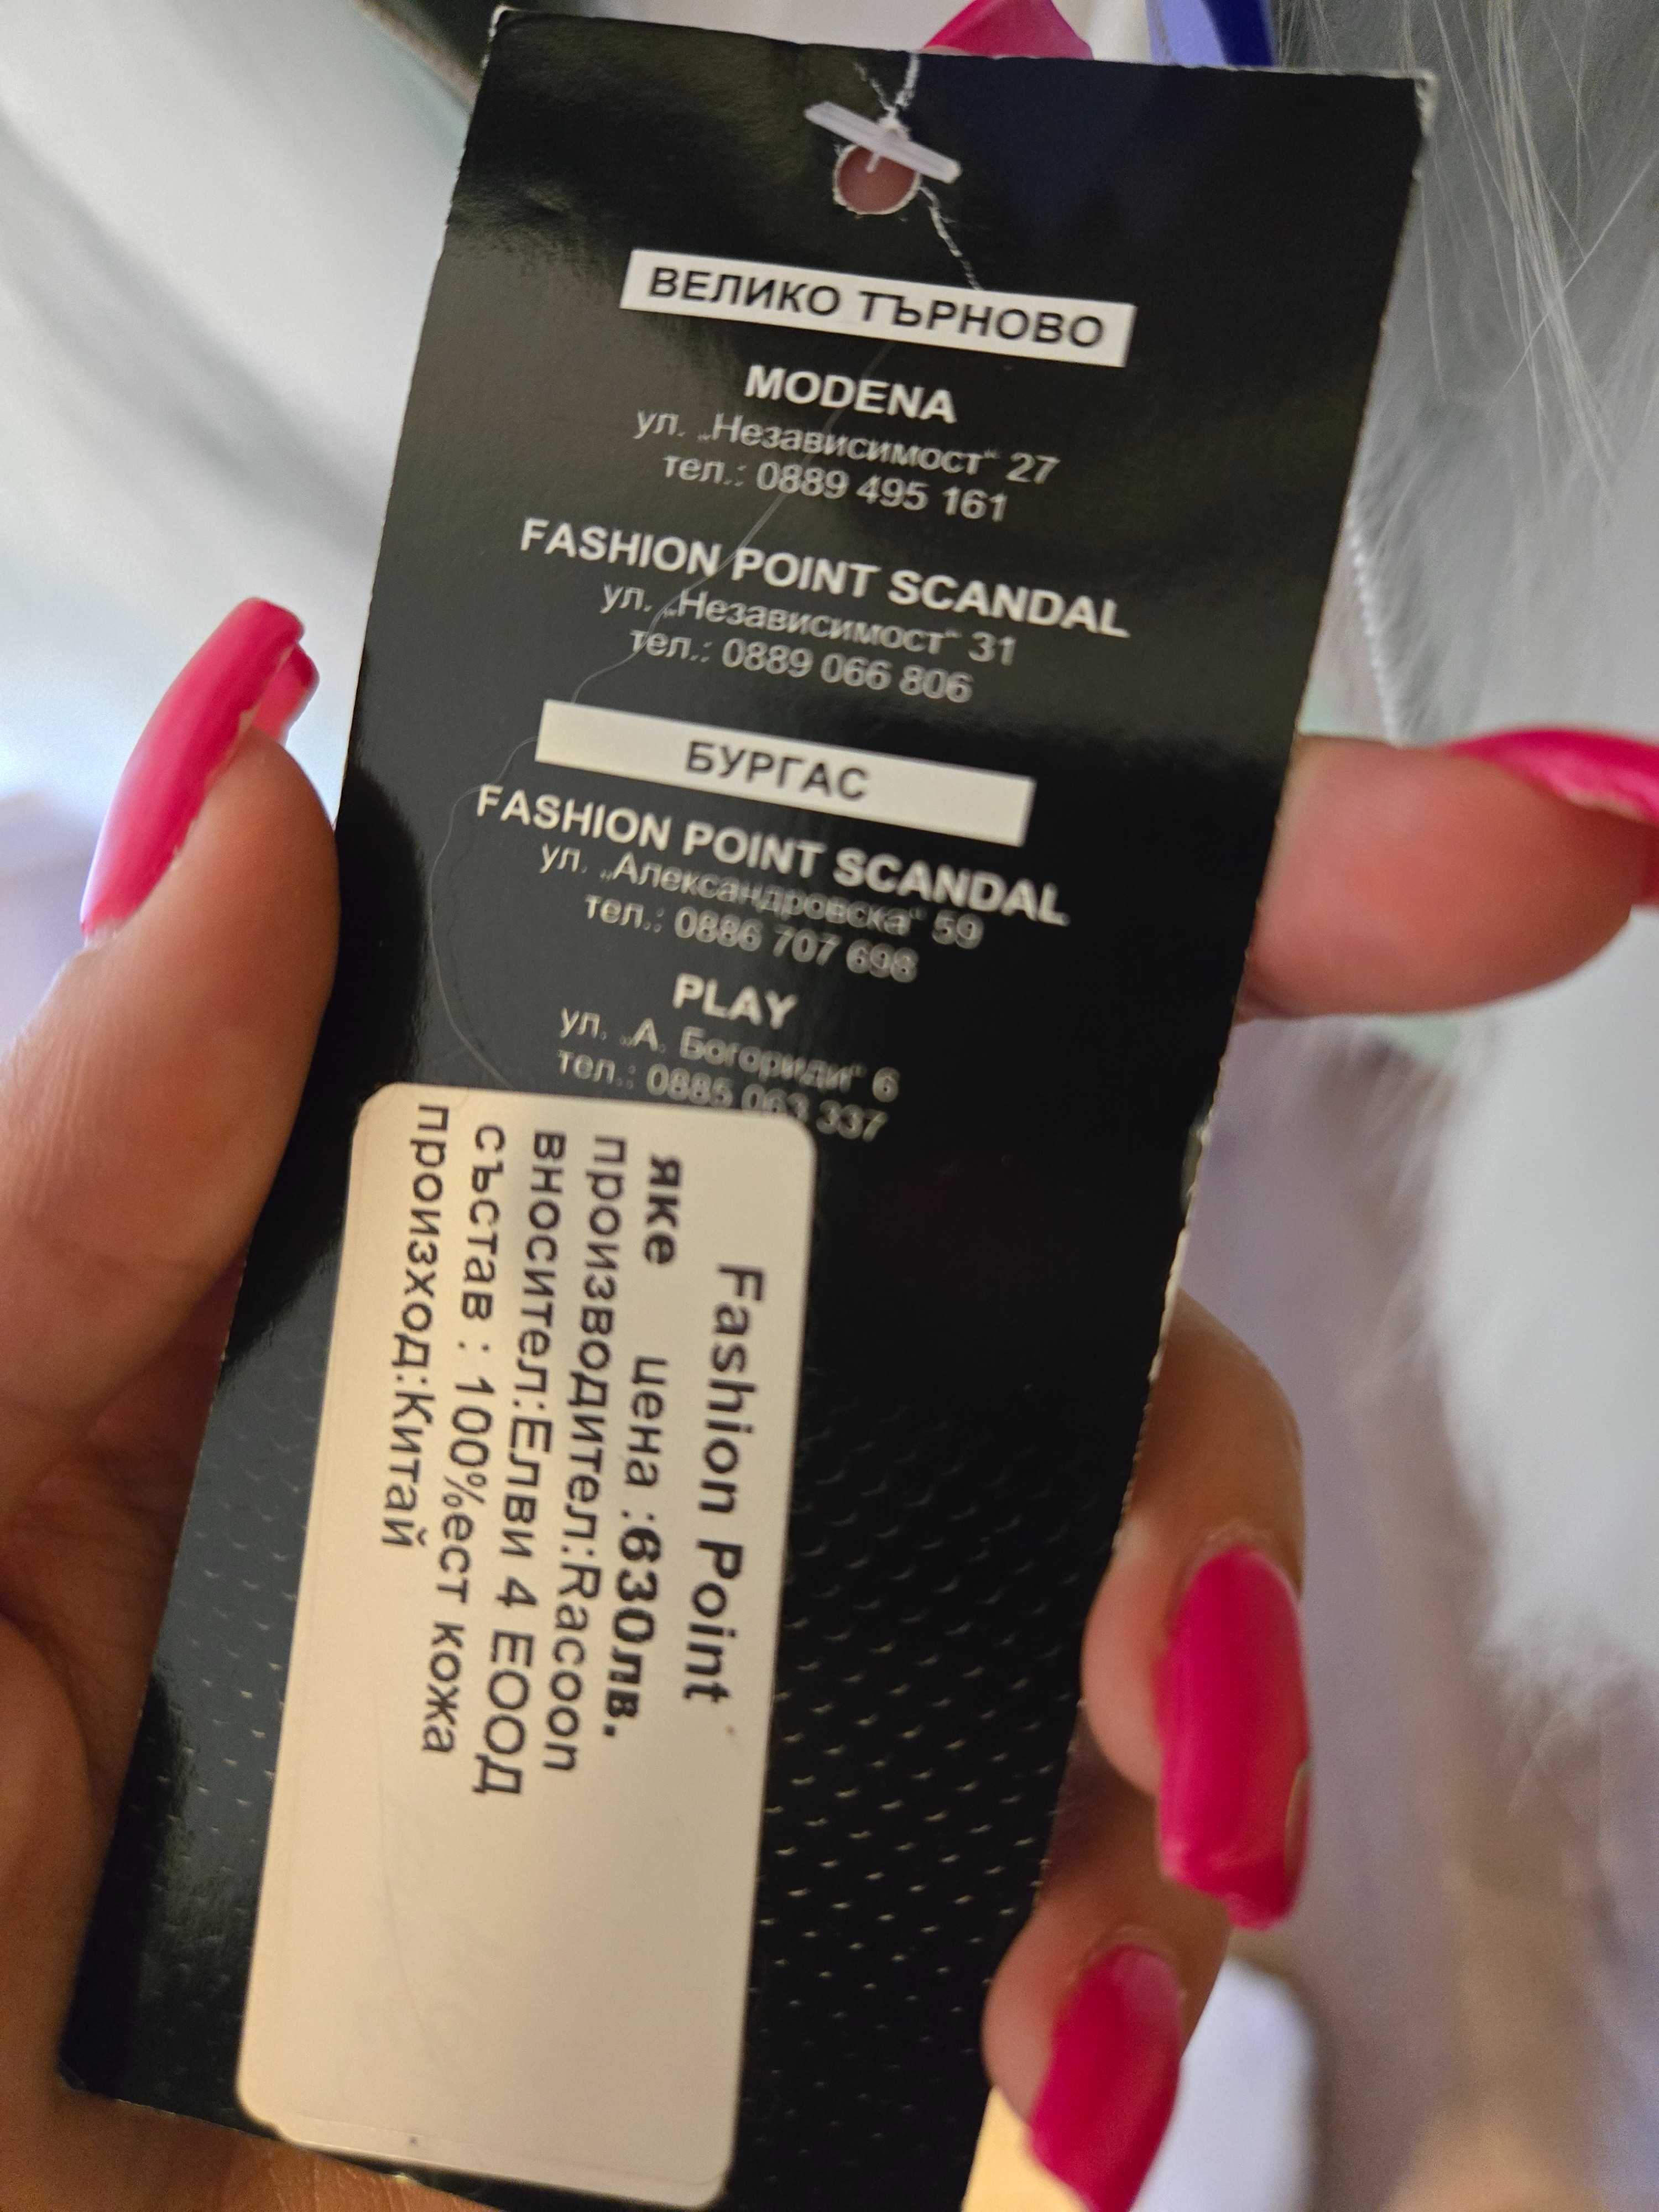 ВЕЛИКО ТЪРНОВО
MODENA
ул. „Независимост“ 27
тел.: 0889 495 161
FASHION POINT SCANDAL
ул. „Независимост“ 31
тел.: 0889 066 806
БУРГАС
FASHION POINT SCANDAL
ул. „Александровска“ 59
тел.: 0886 707 698
PLAY
ул. „А. Богориди“ 6
тел.: 0885 063 337
Fashion Point
яке цена :630лв.
производител:Racoon
вносител:Елви 4 ЕООД
състав : 100%ест кожа
произход:Китай